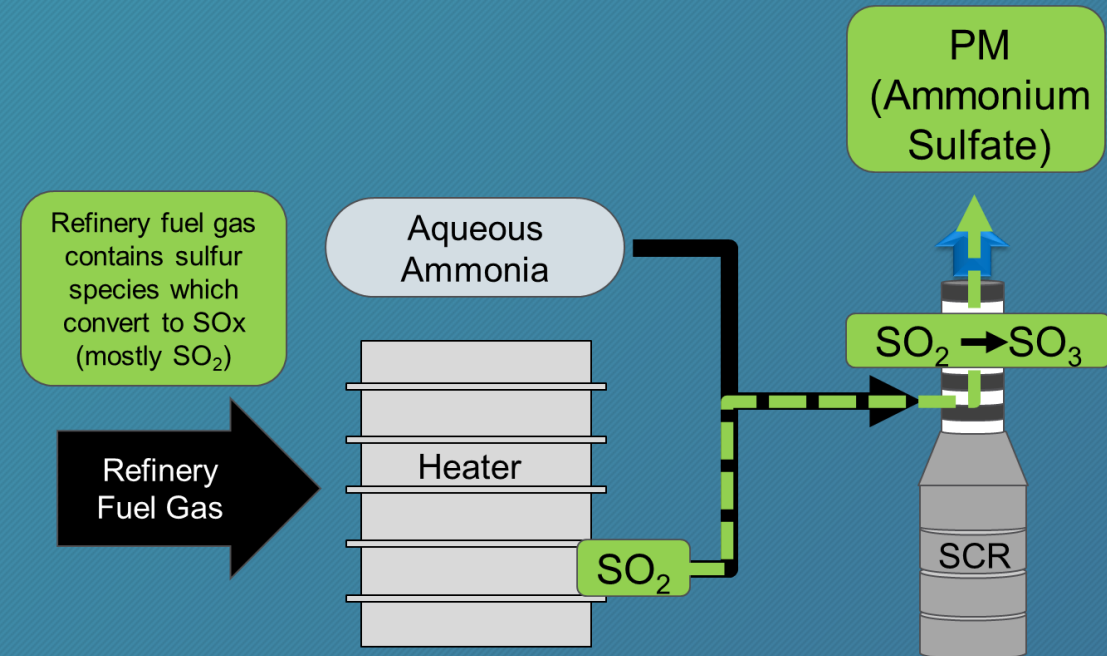 PM
(Ammonium
Sulfate)
Refinery fuel gas
contains sulfur
species which
convert to SOx
(mostly SO₂)
Aqueous
Ammonia
SO₂ → SO₃
Refinery
Fuel Gas
Heater
SO₂
SCR